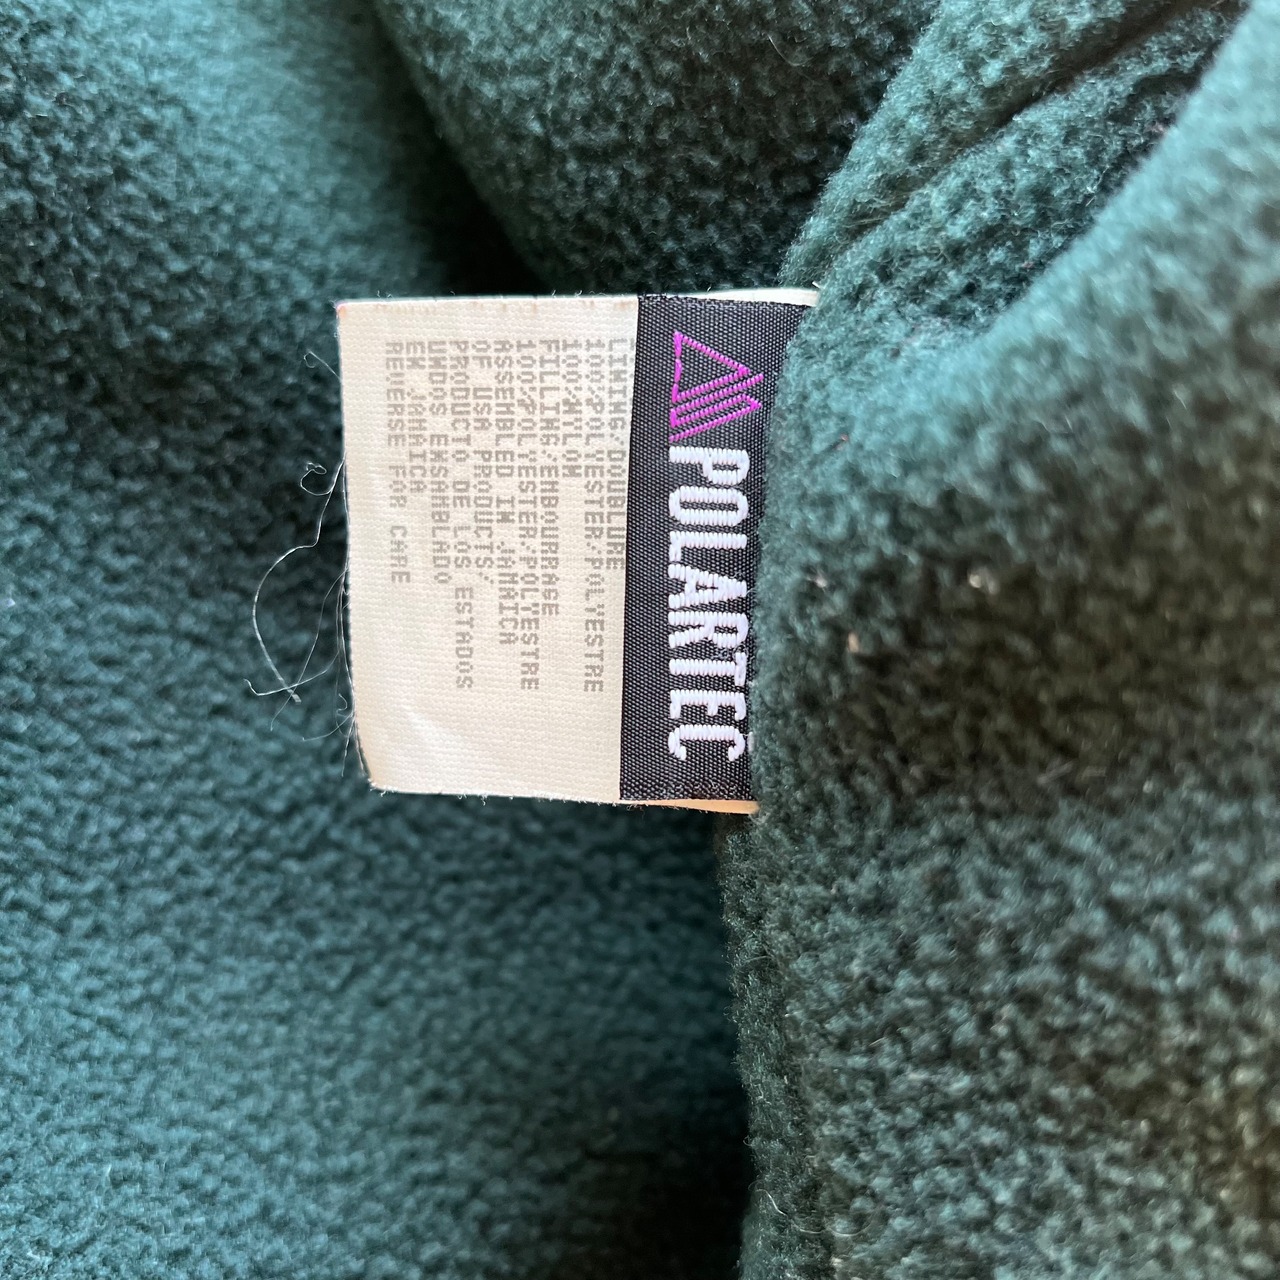 POLARTEC
LINING/DOUBLURE
100%POLYESTER/POLYESTRE
100%NYLON
FILLING/EMBOURRAGE
100%POLYESTER/POLYESTRE
ASSEMBLED IN JAMAICA
OF USA PRODUCTS/
PRODUCTO DE LOS ESTADOS
UNIDOS ENSAMBLADO
EN JAMAICA
REVERSE FOR CARE